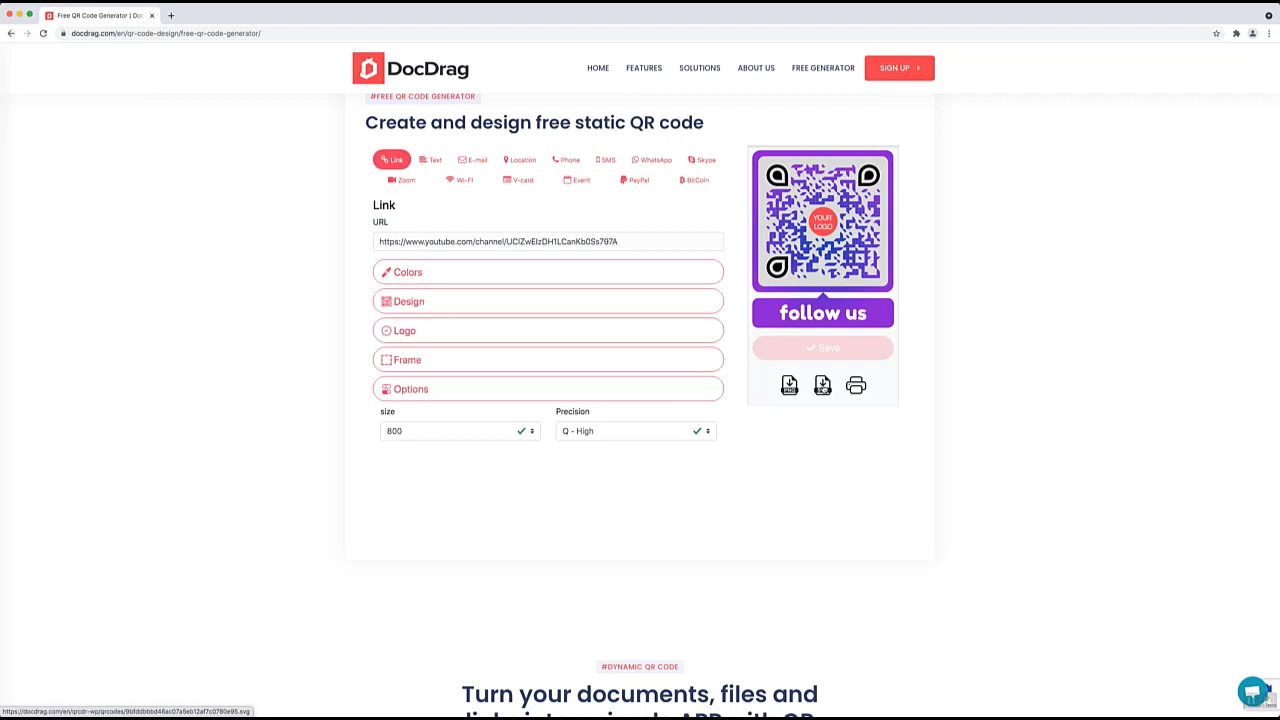 Free QR Code Generator | Doc
docdrag.com/en/qr-code-design/free-qr-code-generator/
DocDrag
HOME FEATURES SOLUTIONS ABOUT US FREE GENERATOR SIGN UP
#FREE QR CODE GENERATOR
Create and design free static QR code
Link Text E-mail Location Phone SMS WhatsApp Skype
Zoom Wi-Fi V-card Event PayPal BitCoin
Link
URL
https://www.youtube.com/channel/UCIZwEIzDH1LCanKb0Ss797A
Colors
Design
Logo
Frame
Options
size Precision
800 Q - High
YOUR
LOGO
follow us
Save
#DYNAMIC QR CODE
Turn your documents, files and